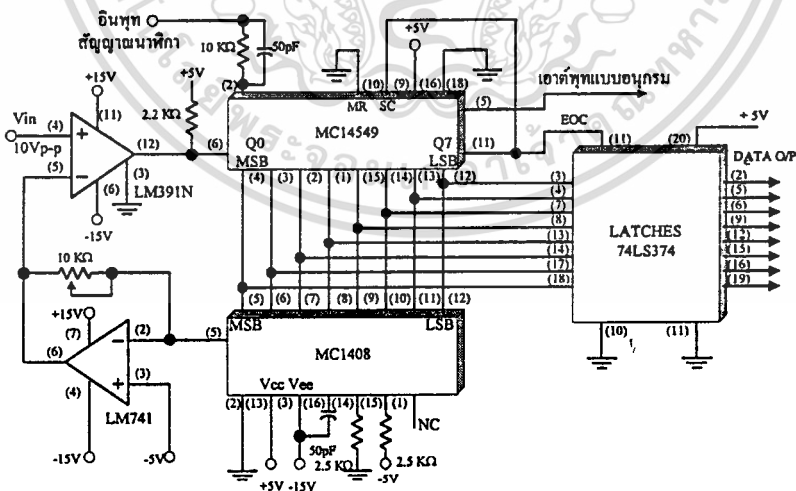 อินพุท
สัญญาณนาฬิกา
10 KΩ
50pF
+5V
(2)
(10)
(9)
(16)
(18)
MR
SC
(5)
เอาต์พุทแบบอนุกรม
+15V
+5V
2.2 KΩ
Vin
10Vp-p
(4)
+
(11)
(12)
(5)
−
(6)
(3)
LM391N
-15V
(6)
Q0
MSB
MC14549
Q7
LSB
(11)
EOC
(4)
(3)
(2)
(1)
(15)
(14)
(13)
(12)
(11)
(20)
+ 5V
DATA O/P
(3)
(4)
(7)
(8)
(13)
(14)
(17)
(18)
LATCHES
74LS374
(2)
(5)
(6)
(9)
(12)
(15)
(16)
(19)
(10)
(11)
10 KΩ
+15V
(7)
(2)
−
(6)
+
(3)
(4)
LM741
-15V
-5V
(5)
(5)
(6)
(7)
(8)
(9)
(10)
(11)
(12)
MSB
LSB
MC1408
Vcc
Vee
(2)
(13)
(3)
(16)
(14)
(15)
(1)
NC
50pF
2.5 KΩ
2.5 KΩ
+5V
-15V
-5V